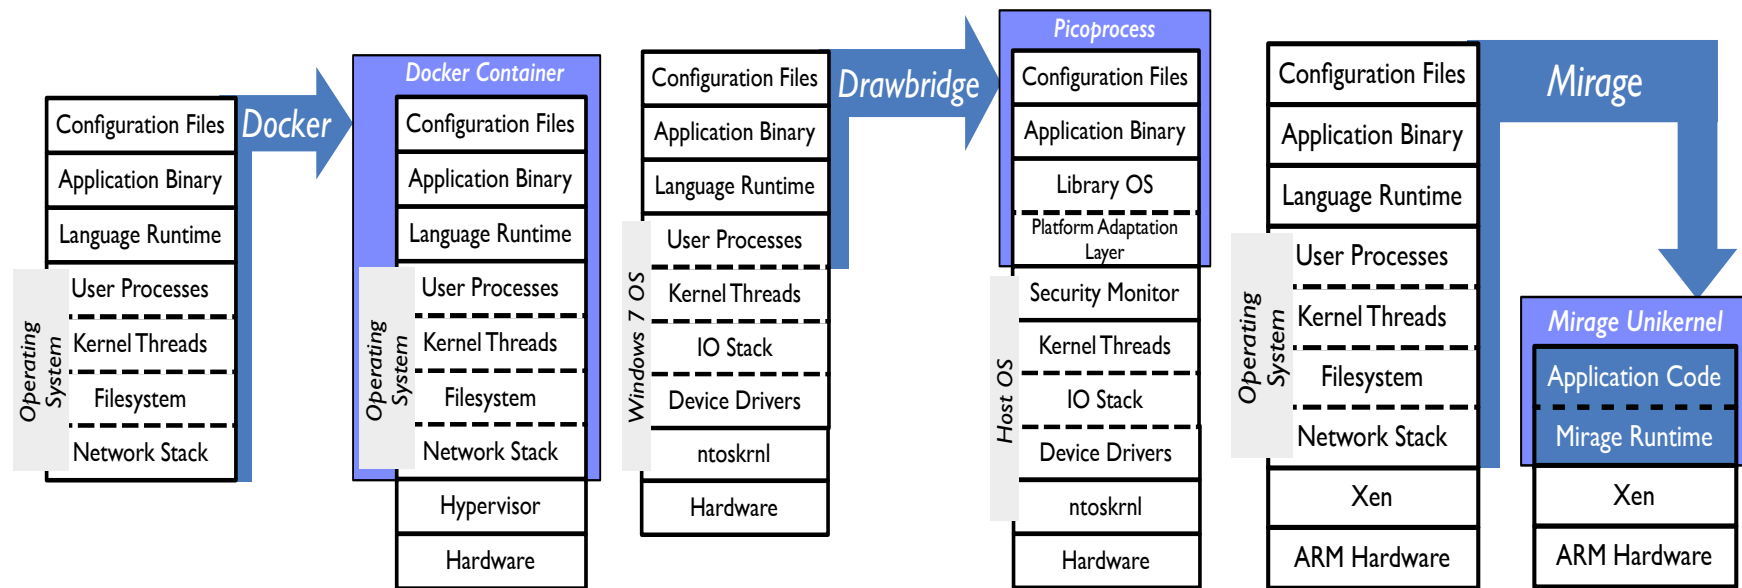 Configuration Files
Application Binary
Language Runtime
User Processes
Kernel Threads
Filesystem
Network Stack
Operating
System
Docker
Docker Container
Configuration Files
Application Binary
Language Runtime
User Processes
Kernel Threads
Filesystem
Network Stack
Operating
System
Hypervisor
Hardware
Configuration Files
Application Binary
Language Runtime
User Processes
Kernel Threads
IO Stack
Device Drivers
Windows 7 OS
ntoskrnl
Hardware
Drawbridge
Picoprocess
Configuration Files
Application Binary
Library OS
Platform Adaptation
Layer
Security Monitor
Kernel Threads
IO Stack
Device Drivers
ntoskrnl
Host OS
Hardware
Configuration Files
Application Binary
Language Runtime
User Processes
Kernel Threads
Filesystem
Network Stack
Operating
System
Xen
ARM Hardware
Mirage
Mirage Unikernel
Application Code
Mirage Runtime
Xen
ARM Hardware